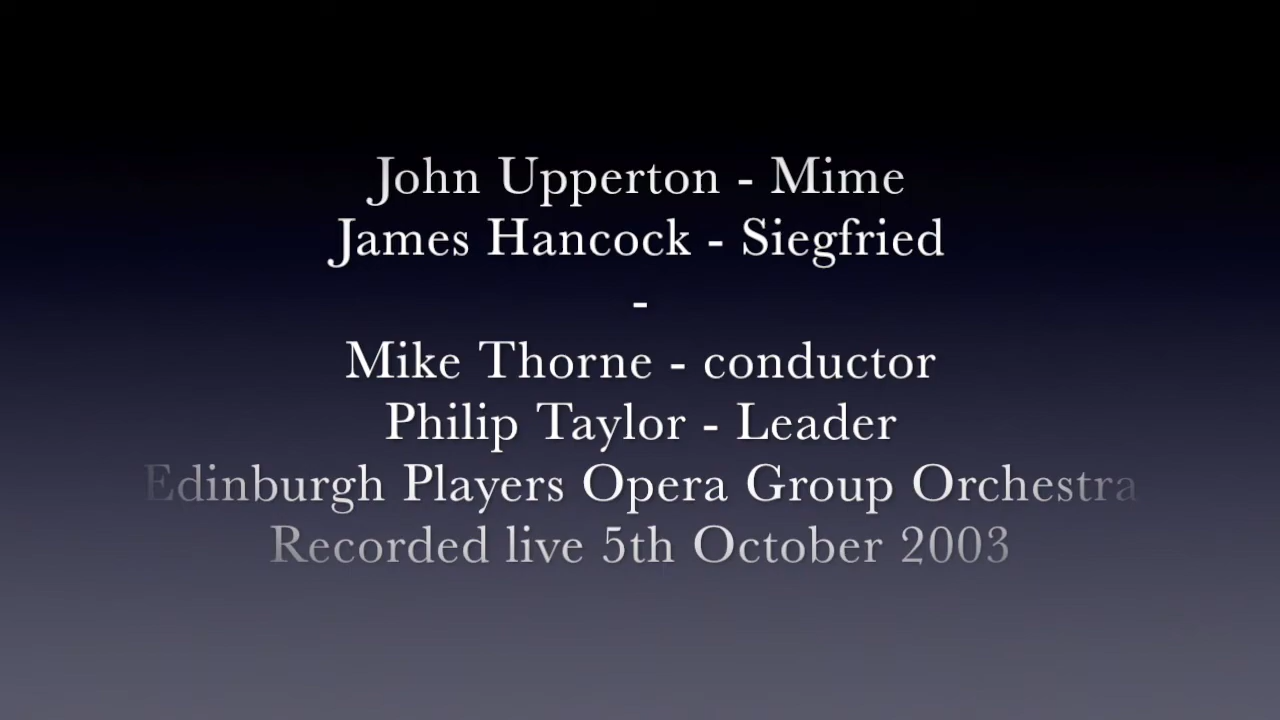 John Upperton - Mime
James Hancock - Siegfried
-
Mike Thorne - conductor
Philip Taylor - Leader
Edinburgh Players Opera Group Orchestra
Recorded live 5th October 2003